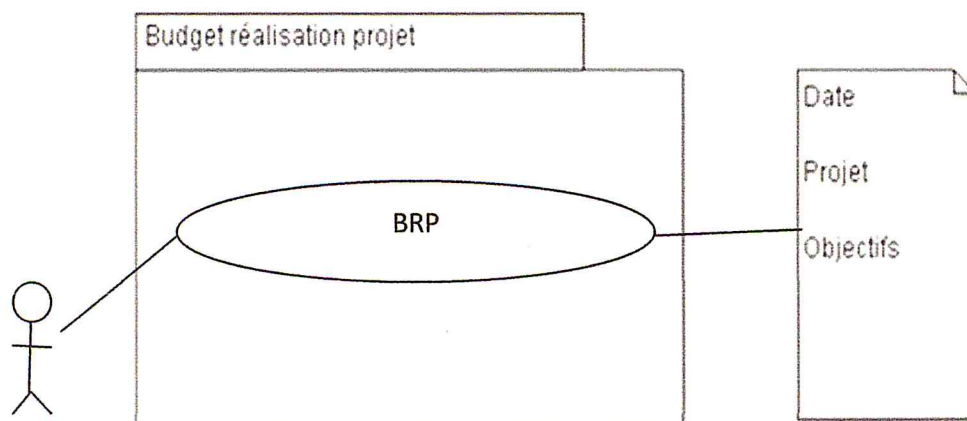 Budget réalisation projet
BRP
Date
Projet
Objectifs